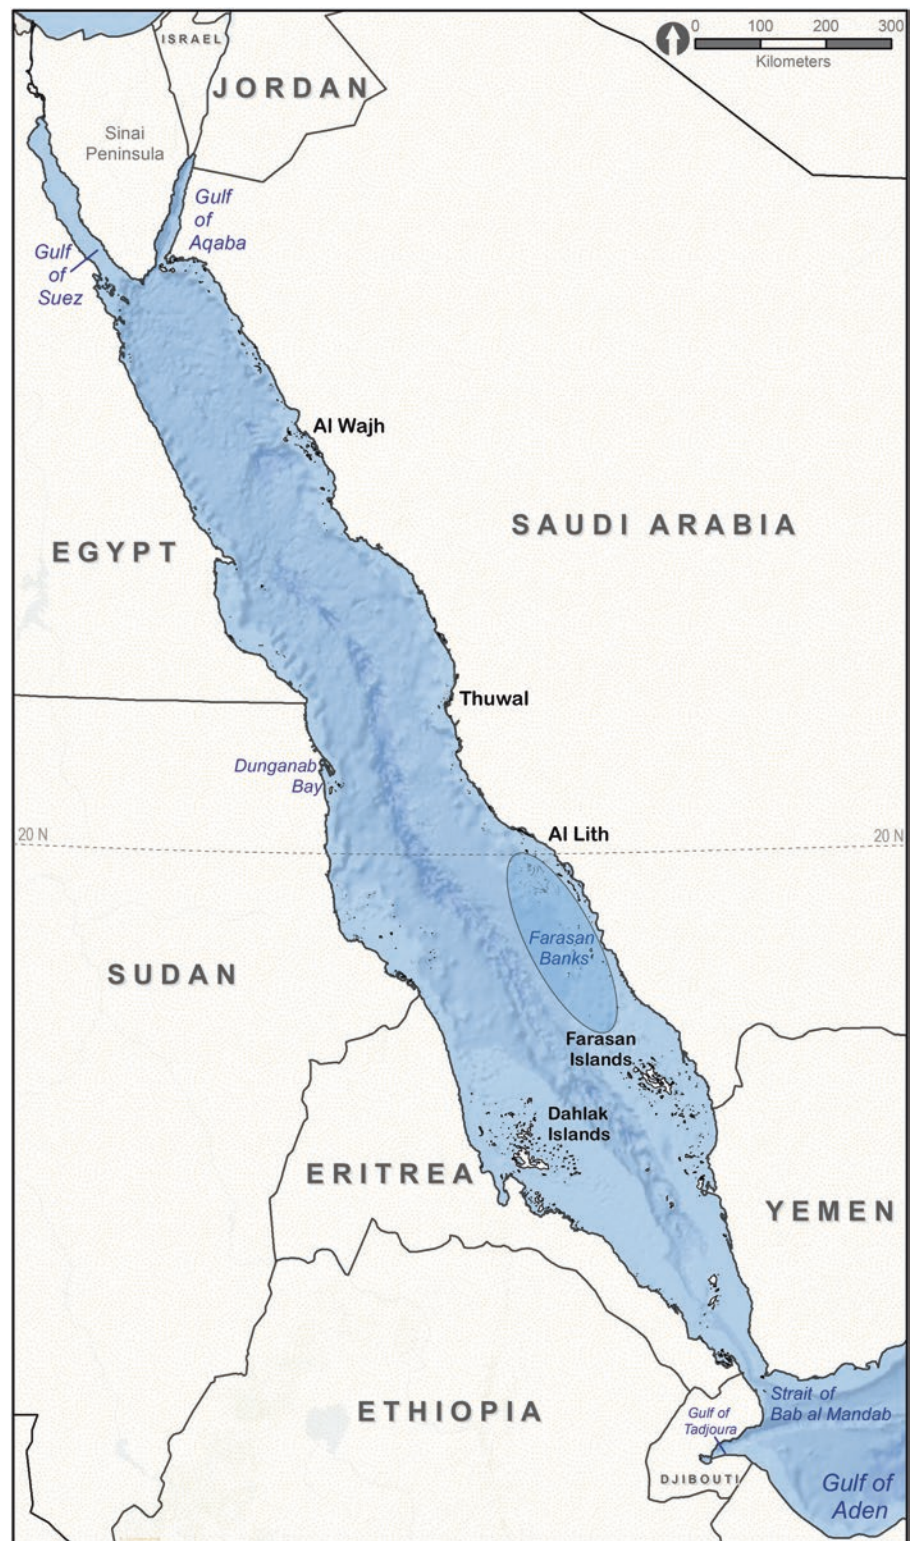 ISRAEL
0 100 200 300
Kilometers
JORDAN
Sinai
Peninsula
Gulf
of
Aqaba
Gulf
of
Suez
Al Wajh
SAUDI ARABIA
EGYPT
Thuwal
Dunganab
Bay
20 N
Al Lith
20 N
Farasan
Banks
SUDAN
Farasan
Islands
Dahlak
Islands
ERITREA
YEMEN
Strait of
Bab al Mandab
ETHIOPIA
Gulf of
Tadjoura
DJIBOUTI
Gulf of
Aden